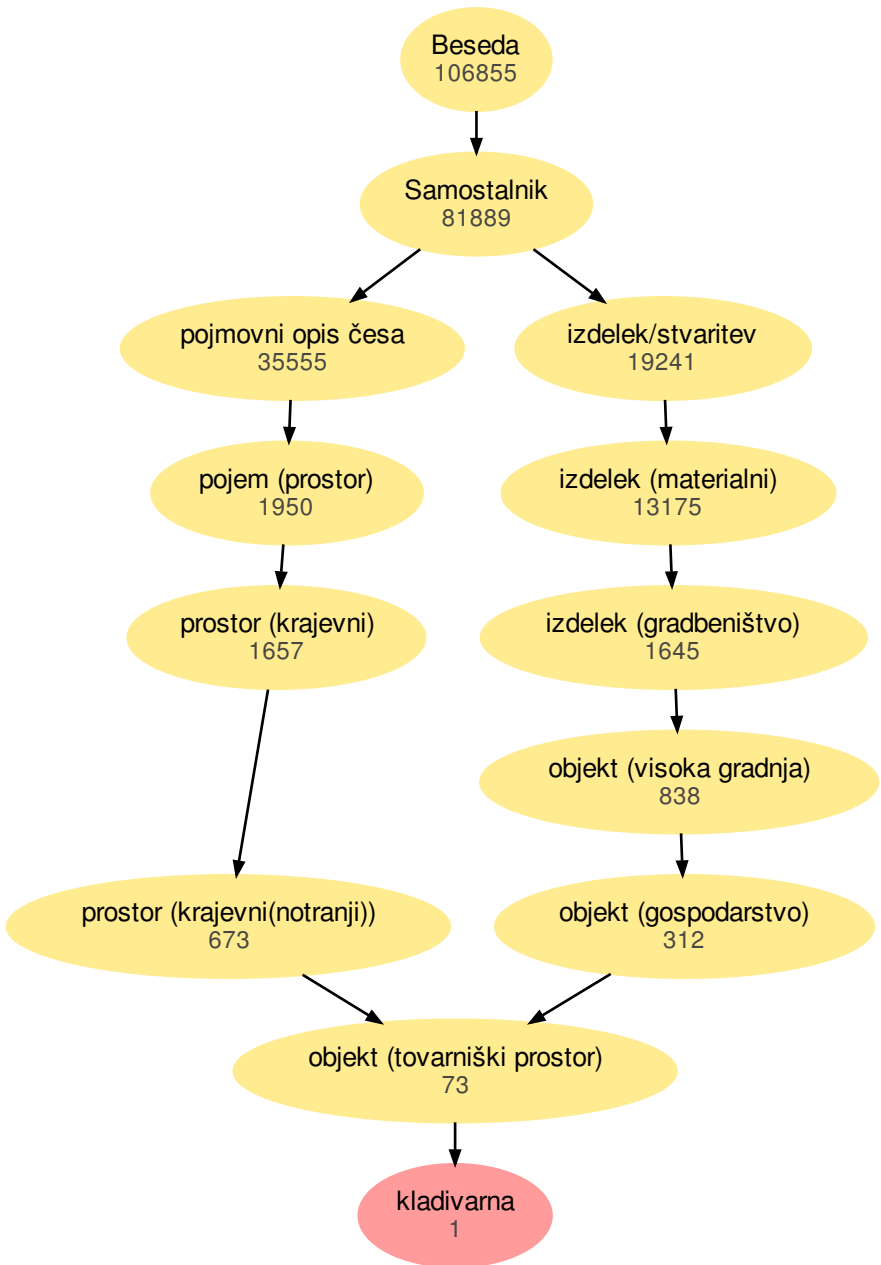 Beseda
106855
Samostalnik
81889
pojmovni opis česa
35555
izdelek/stvaritev
19241
pojem (prostor)
1950
izdelek (materialni)
13175
prostor (krajevni)
1657
izdelek (gradbeništvo)
1645
objekt (visoka gradnja)
838
prostor (krajevni(notranji))
673
objekt (gospodarstvo)
312
objekt (tovarniški prostor)
73
kladivarna
1